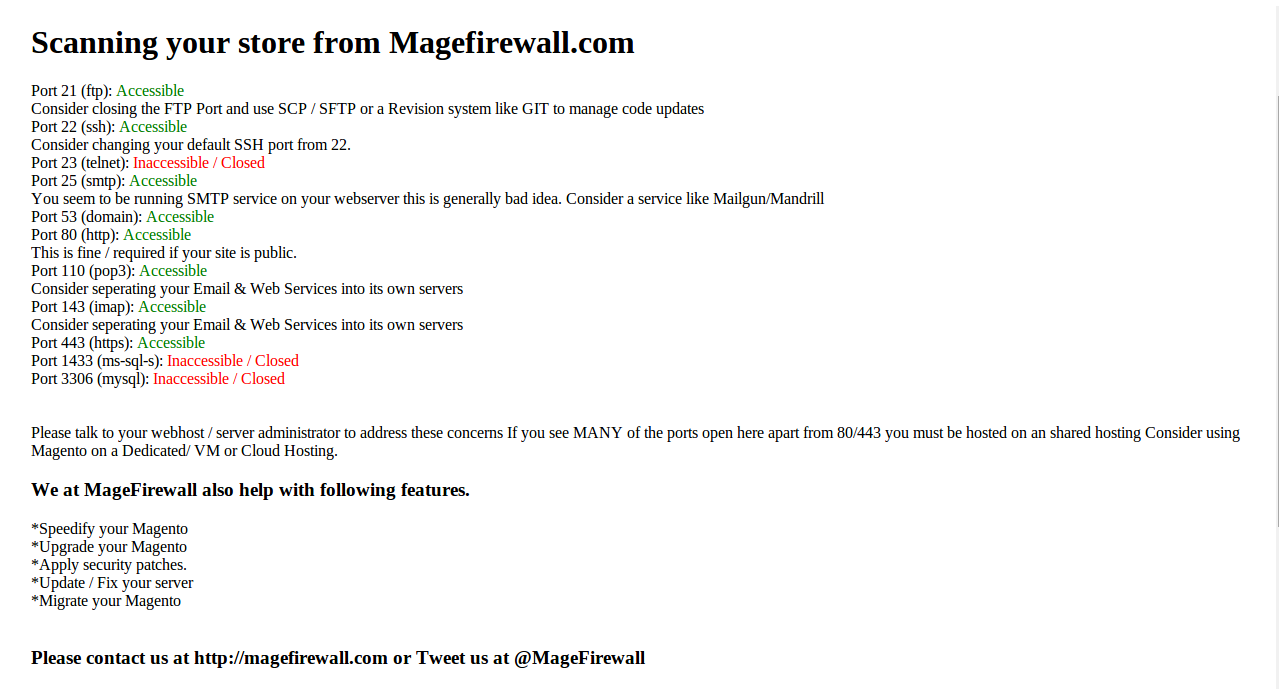 Scanning your store from Magefirewall.com
Port 21 (ftp): Accessible
Consider closing the FTP Port and use SCP / SFTP or a Revision system like GIT to manage code updates
Port 22 (ssh): Accessible
Consider changing your default SSH port from 22.
Port 23 (telnet): Inaccessible / Closed
Port 25 (smtp): Accessible
You seem to be running SMTP service on your webserver this is generally bad idea. Consider a service like Mailgun/Mandrill
Port 53 (domain): Accessible
Port 80 (http): Accessible
This is fine / required if your site is public.
Port 110 (pop3): Accessible
Consider seperating your Email & Web Services into its own servers
Port 143 (imap): Accessible
Consider seperating your Email & Web Services into its own servers
Port 443 (https): Accessible
Port 1433 (ms-sql-s): Inaccessible / Closed
Port 3306 (mysql): Inaccessible / Closed
Please talk to your webhost / server administrator to address these concerns If you see MANY of the ports open here apart from 80/443 you must be hosted on an shared hosting Consider using
Magento on a Dedicated/ VM or Cloud Hosting.
We at MageFirewall also help with following features.
*Speedify your Magento
*Upgrade your Magento
*Apply security patches.
*Update / Fix your server
*Migrate your Magento
Please contact us at http://magefirewall.com or Tweet us at @MageFirewall